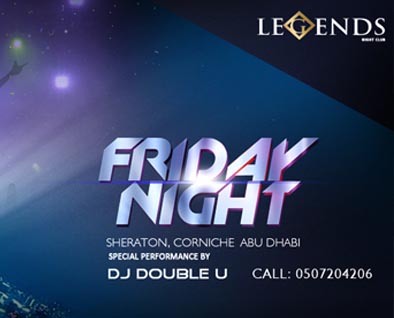 LEGENDS
NIGHT CLUB
FRIDAY
NIGHT
SHERATON, CORNICHE ABU DHABI
SPECIAL PERFORMANCE BY
DJ DOUBLE U CALL: 0507204206